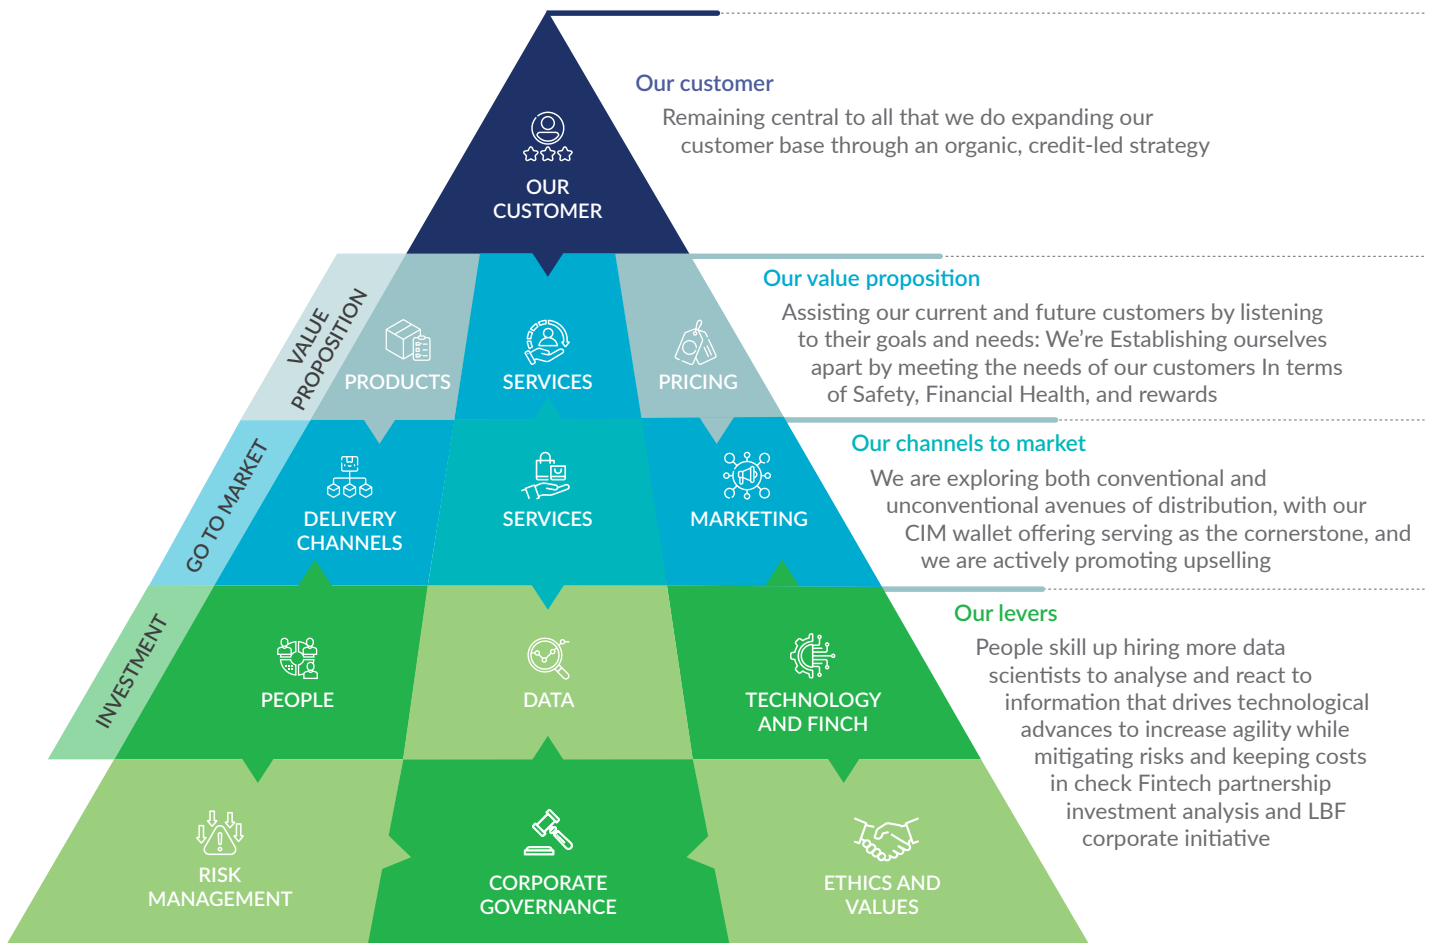 OUR
CUSTOMER
Our customer
Remaining central to all that we do expanding our
customer base through an organic, credit-led strategy
VALUE
PROPOSITION
PRODUCTS
SERVICES
PRICING
Our value proposition
Assisting our current and future customers by listening
to their goals and needs: We’re Establishing ourselves
apart by meeting the needs of our customers In terms
of Safety, Financial Health, and rewards
GO TO MARKET
DELIVERY
CHANNELS
SERVICES
MARKETING
Our channels to market
We are exploring both conventional and
unconventional avenues of distribution, with our
CIM wallet offering serving as the cornerstone, and
we are actively promoting upselling
INVESTMENT
PEOPLE
DATA
TECHNOLOGY
AND FINCH
Our levers
People skill up hiring more data
scientists to analyse and react to
information that drives technological
advances to increase agility while
mitigating risks and keeping costs
in check Fintech partnership
investment analysis and LBF
corporate initiative
RISK
MANAGEMENT
CORPORATE
GOVERNANCE
ETHICS AND
VALUES